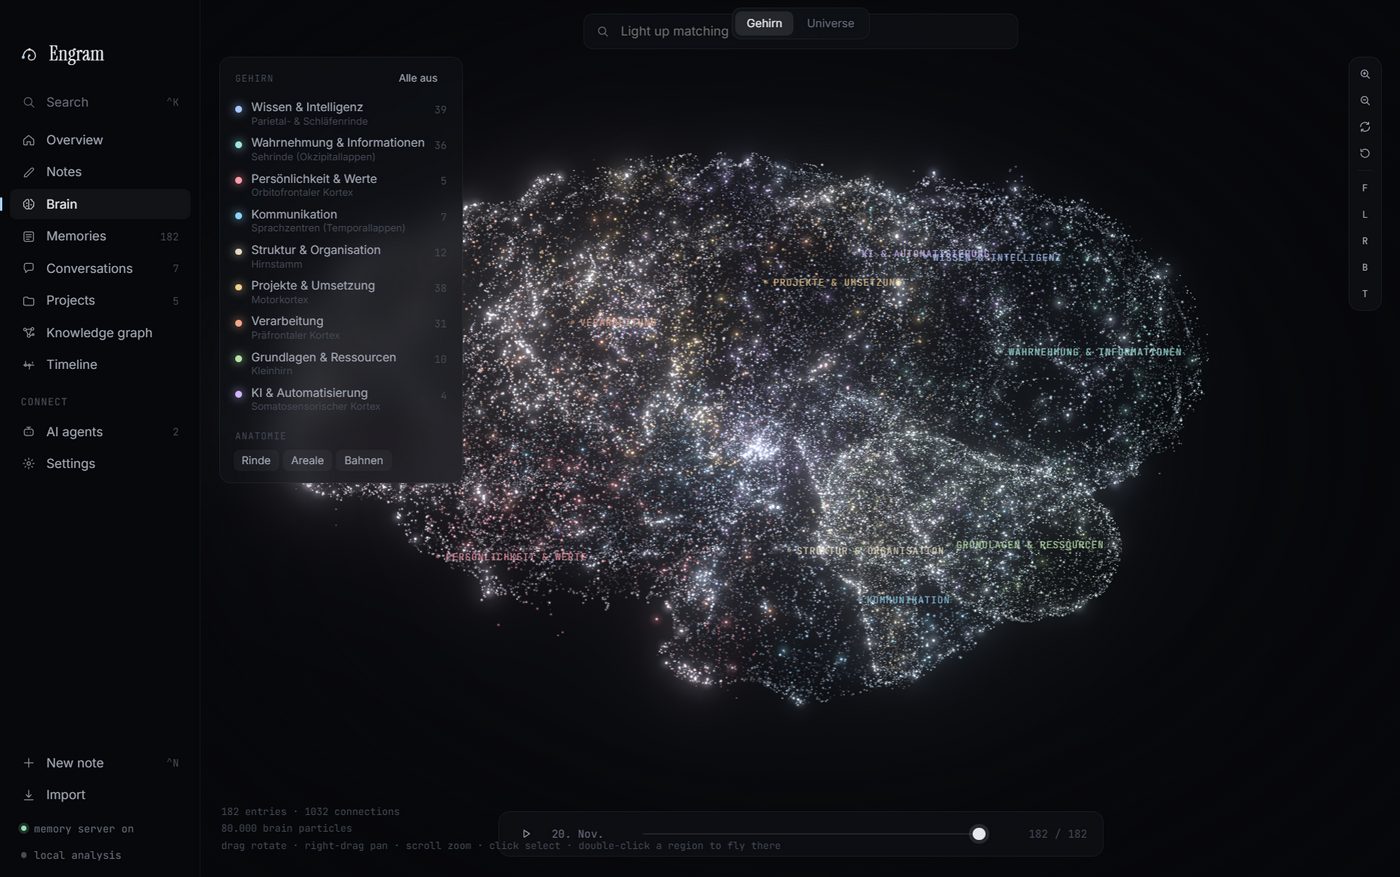 Engram
Search ^K
Overview
Notes
Brain
Memories 182
Conversations 7
Projects 5
Knowledge graph
Timeline
CONNECT
AI agents 2
Settings
New note ^N
Import
memory server on
local analysis
Light up matching
Gehirn Universe
GEHIRN Alle aus
Wissen & Intelligenz 39
Parietal- & Schläfenrinde
Wahrnehmung & Informationen 36
Sehrinde (Okzipitallappen)
Persönlichkeit & Werte 5
Orbitofrontaler Kortex
Kommunikation 7
Sprachzentren (Temporallappen)
Struktur & Organisation 12
Hirnstamm
Projekte & Umsetzung 38
Motorkortex
Verarbeitung 31
Präfrontaler Kortex
Grundlagen & Ressourcen 10
Kleinhirn
KI & Automatisierung 4
Somatosensorischer Kortex
ANATOMIE
Rinde Areale Bahnen
KI & AUTOMATISIERUNG
WISSEN & INTELLIGENZ
PROJEKTE & UMSETZUNG
VERARBEITUNG
WAHRNEHMUNG & INFORMATIONEN
PERSÖNLICHKEIT & WERTE
STRUKTUR & ORGANISATION
GRUNDLAGEN & RESSOURCEN
KOMMUNIKATION
F
L
R
B
T
182 entries · 1032 connections
80.000 brain particles
drag rotate · right-drag pan · scroll zoom · click select · double-click a region to fly there
20. Nov. 182 / 182